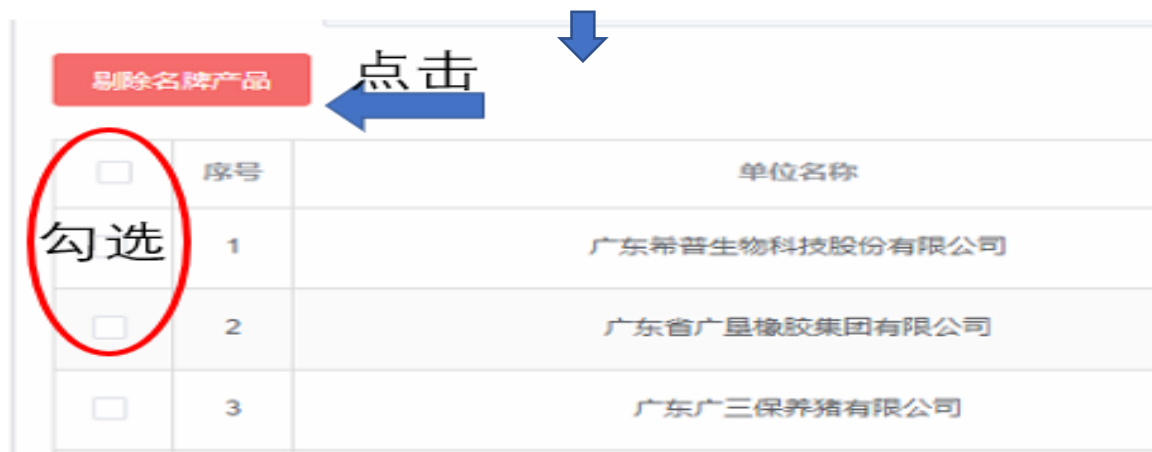 剔除名牌产品 点击
序号 单位名称
勾选 1 广东希普生物科技股份有限公司
2 广东省广垦橡胶集团有限公司
3 广东广三保养猪有限公司